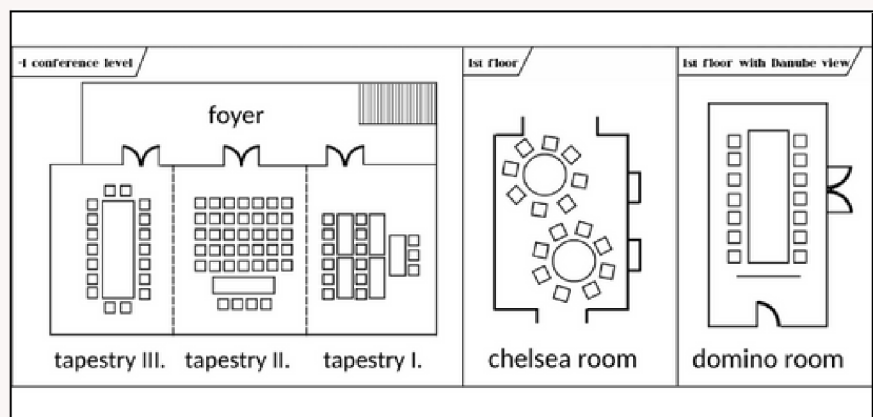 -1 conference level
1st floor
1st floor with Danube view
foyer
tapestry III.
tapestry II.
tapestry I.
chelsea room
domino room